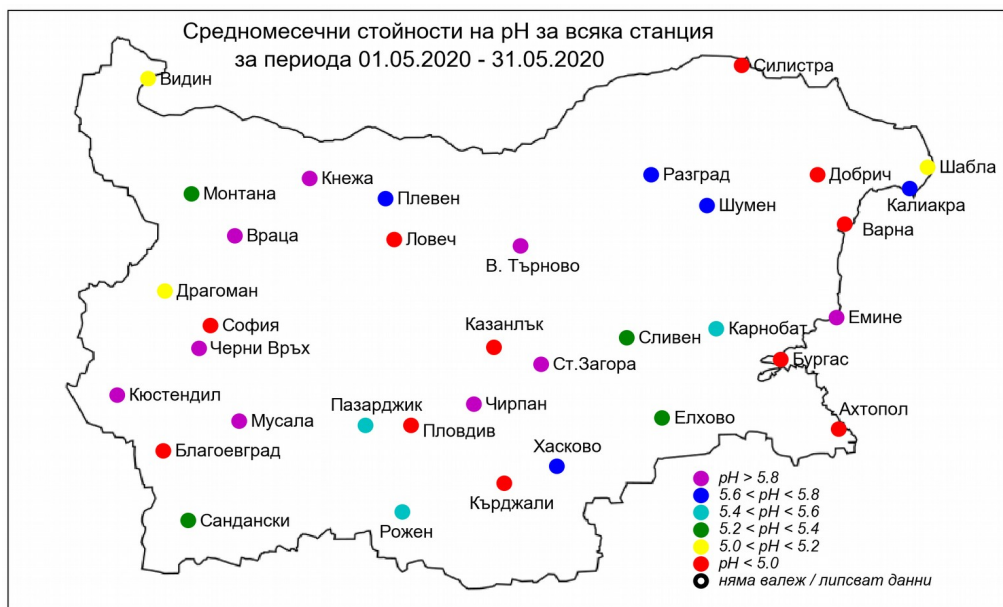 Средномесечни стойности на pH за всяка станция
за периода 01.05.2020 - 31.05.2020
Силистра
Видин
Шабла
Кнежа
Разград
Добрич
Монтана
Плевен
Калиакра
Шумен
Варна
Враца
Ловеч
В. Търново
Драгоман
Емине
София
Казанлък
Карнобат
Сливен
Черни Връх
Бургас
Ст.Загора
Кюстендил
Пазарджик
Чирпан
Ахтопол
Мусала
Елхово
Пловдив
Хасково
Благоевград
Кърджали
Сандански
Рожен
pH > 5.8
5.6 < pH < 5.8
5.4 < pH < 5.6
5.2 < pH < 5.4
5.0 < pH < 5.2
pH < 5.0
няма валеж / липсват данни